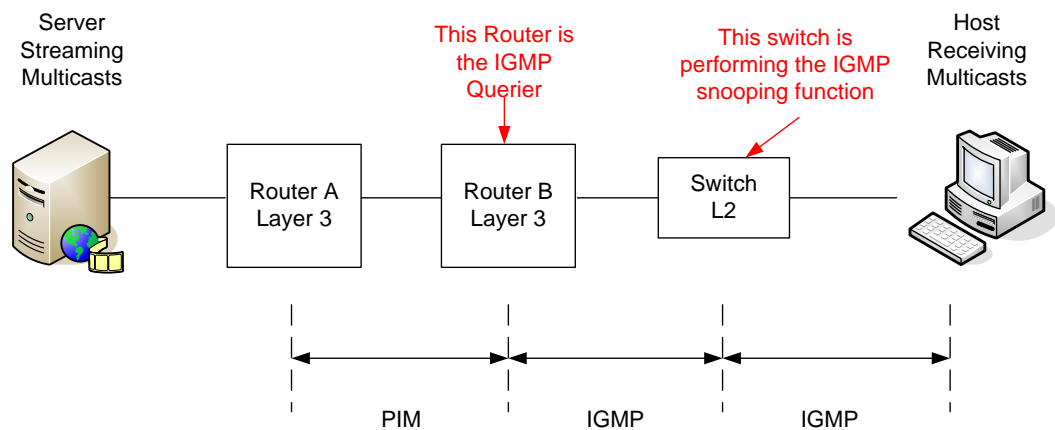 Server
Streaming
Multicasts
This Router is
the IGMP
Querier
This switch is
performing the IGMP
snooping function
Host
Receiving
Multicasts
Router A
Layer 3
Router B
Layer 3
Switch
L2
PIM
IGMP
IGMP